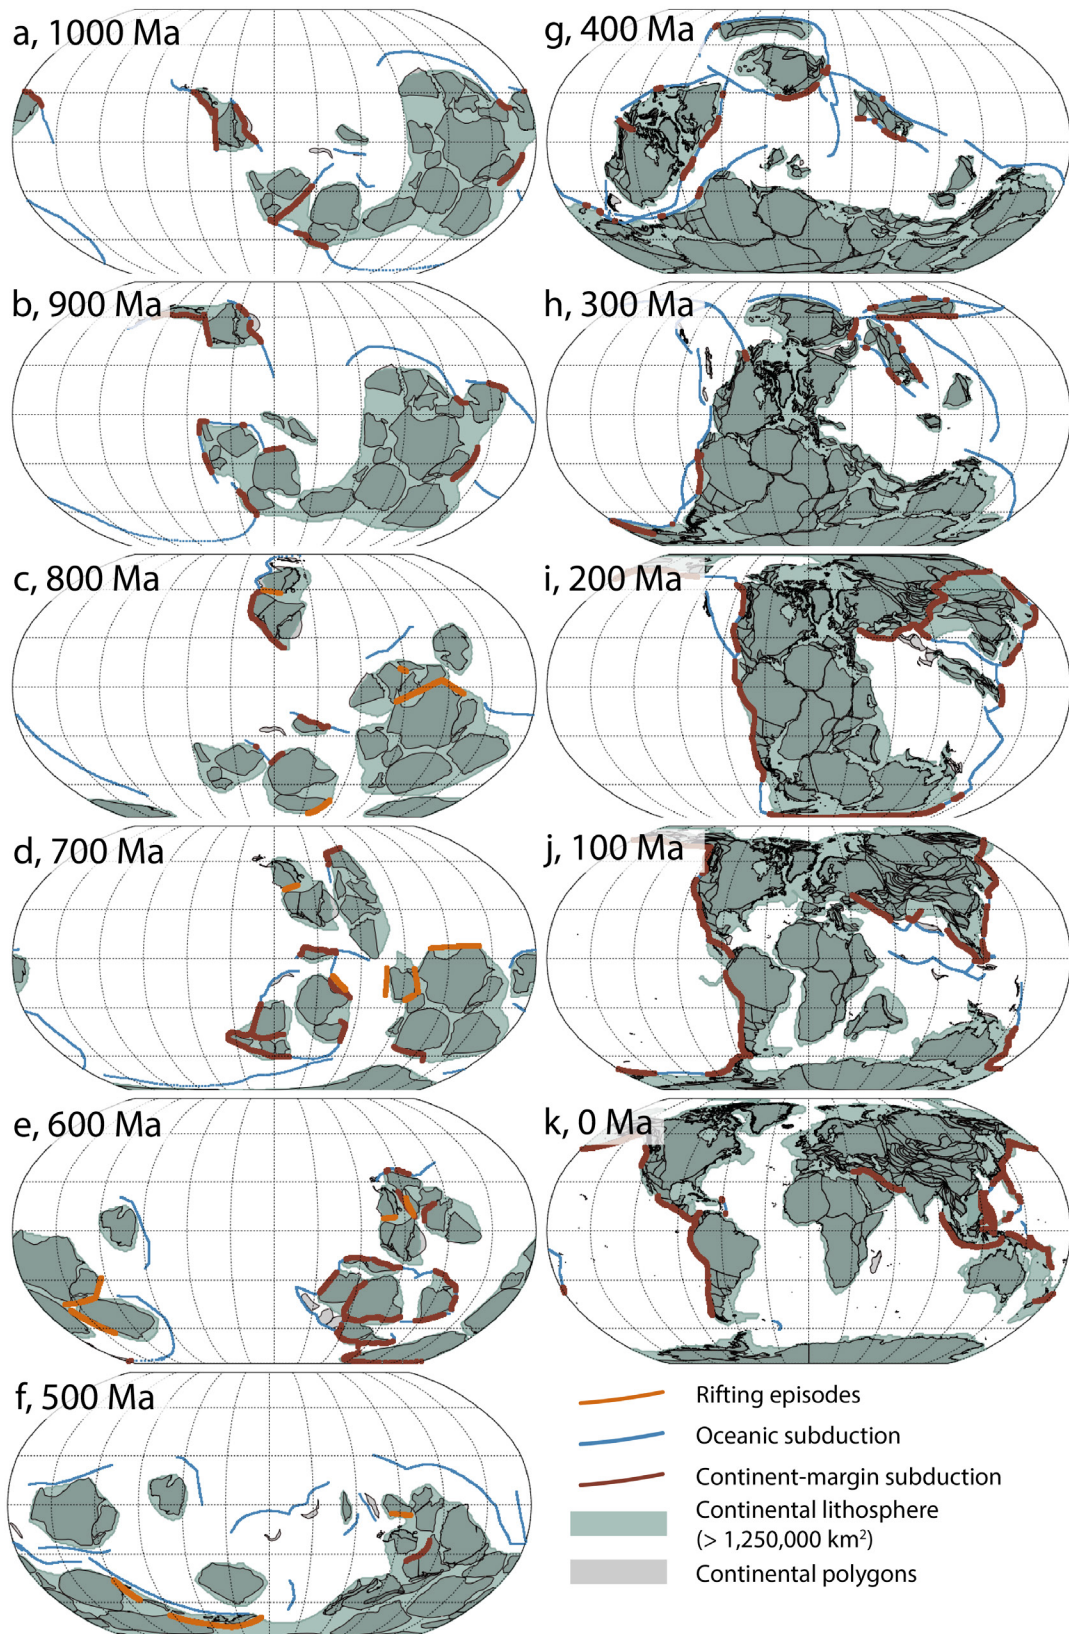 a, 1000 Ma
b, 900 Ma
c, 800 Ma
d, 700 Ma
e, 600 Ma
f, 500 Ma
g, 400 Ma
h, 300 Ma
i, 200 Ma
j, 100 Ma
k, 0 Ma
Rifting episodes
Oceanic subduction
Continent-margin subduction
Continental lithosphere
(> 1,250,000 km²)
Continental polygons